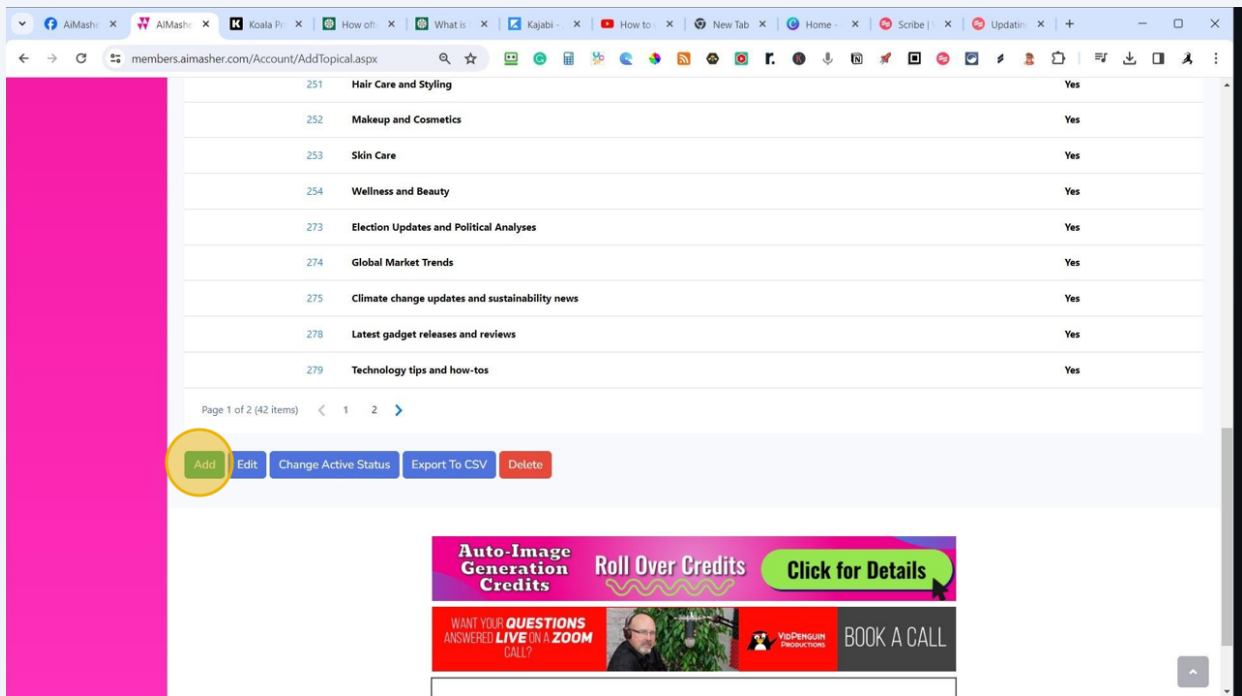 AiMashe
AIMashe
Koala Pr
How oft
What is
Kajabi -
How to
New Tab
Home -
Scribe |
Updatin
members.aimasher.com/Account/AddTopical.aspx
251 Hair Care and Styling Yes
252 Makeup and Cosmetics Yes
253 Skin Care Yes
254 Wellness and Beauty Yes
273 Election Updates and Political Analyses Yes
274 Global Market Trends Yes
275 Climate change updates and sustainability news Yes
278 Latest gadget releases and reviews Yes
279 Technology tips and how-tos Yes
Page 1 of 2 (42 items) 1 2
Add Edit Change Active Status Export To CSV Delete
Auto-Image
Generation
Credits
Roll Over Credits
Click for Details
WANT YOUR QUESTIONS
ANSWERED LIVE ON A ZOOM
CALL?
VIDPENGUIN
PRODUCTIONS
BOOK A CALL